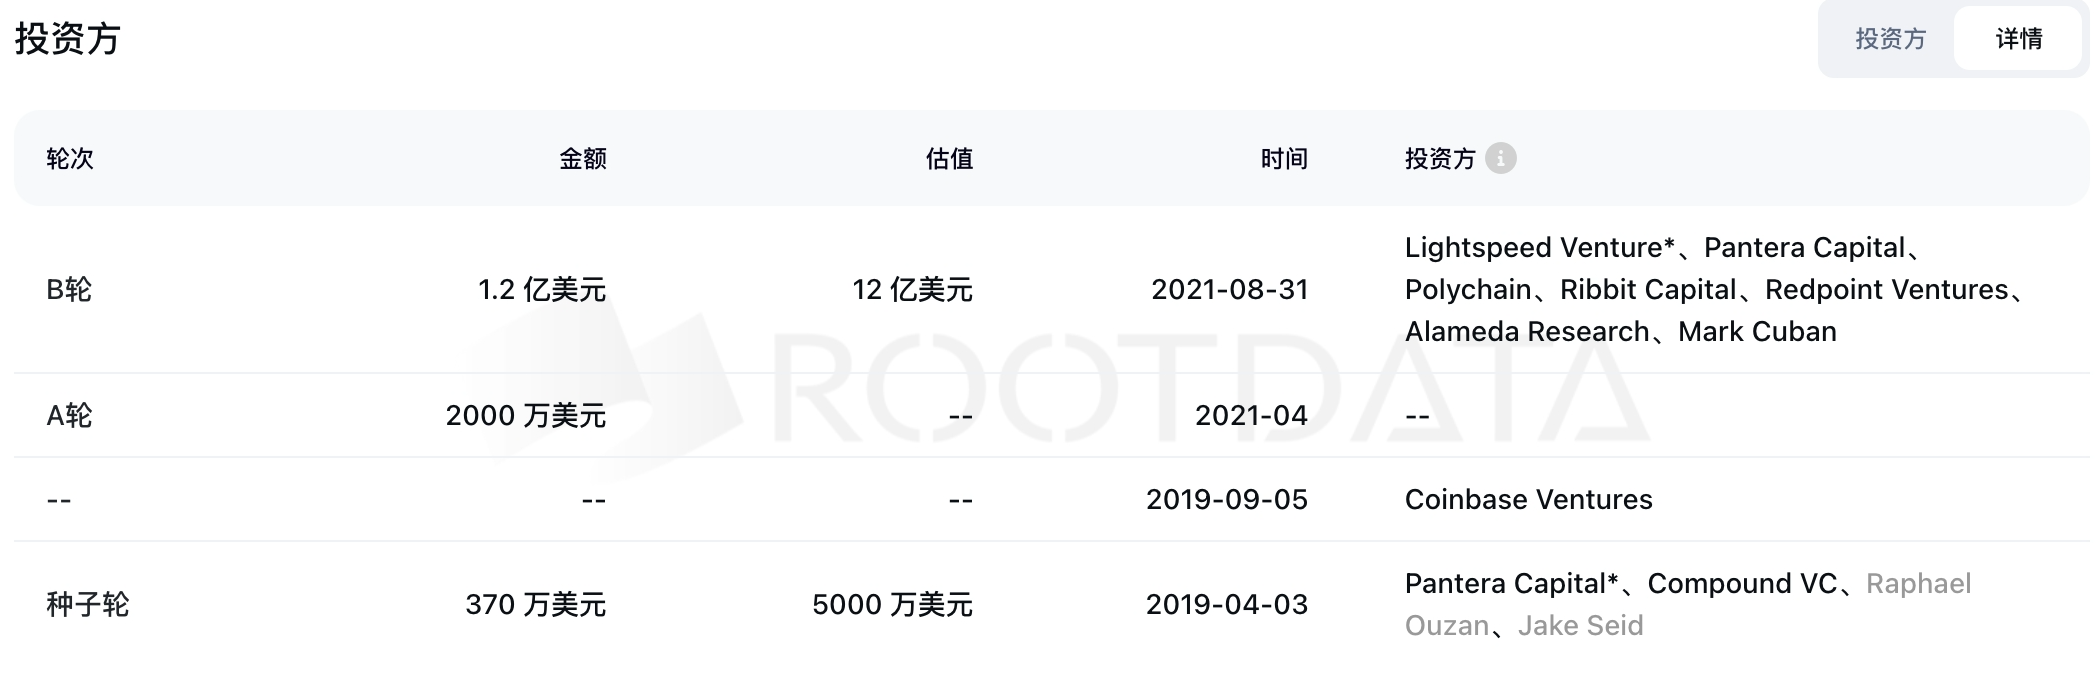 投资方
投资方 详情
轮次 金额 估值 时间 投资方
B轮 1.2 亿美元 12 亿美元 2021-08-31 Lightspeed Venture*、Pantera Capital、
Polychain、Ribbit Capital、Redpoint Ventures、
Alameda Research、Mark Cuban
A轮 2000 万美元 -- 2021-04 --
-- -- -- 2019-09-05 Coinbase Ventures
种子轮 370 万美元 5000 万美元 2019-04-03 Pantera Capital*、Compound VC、Raphael
Ouzan、Jake Seid
ROOTDATA